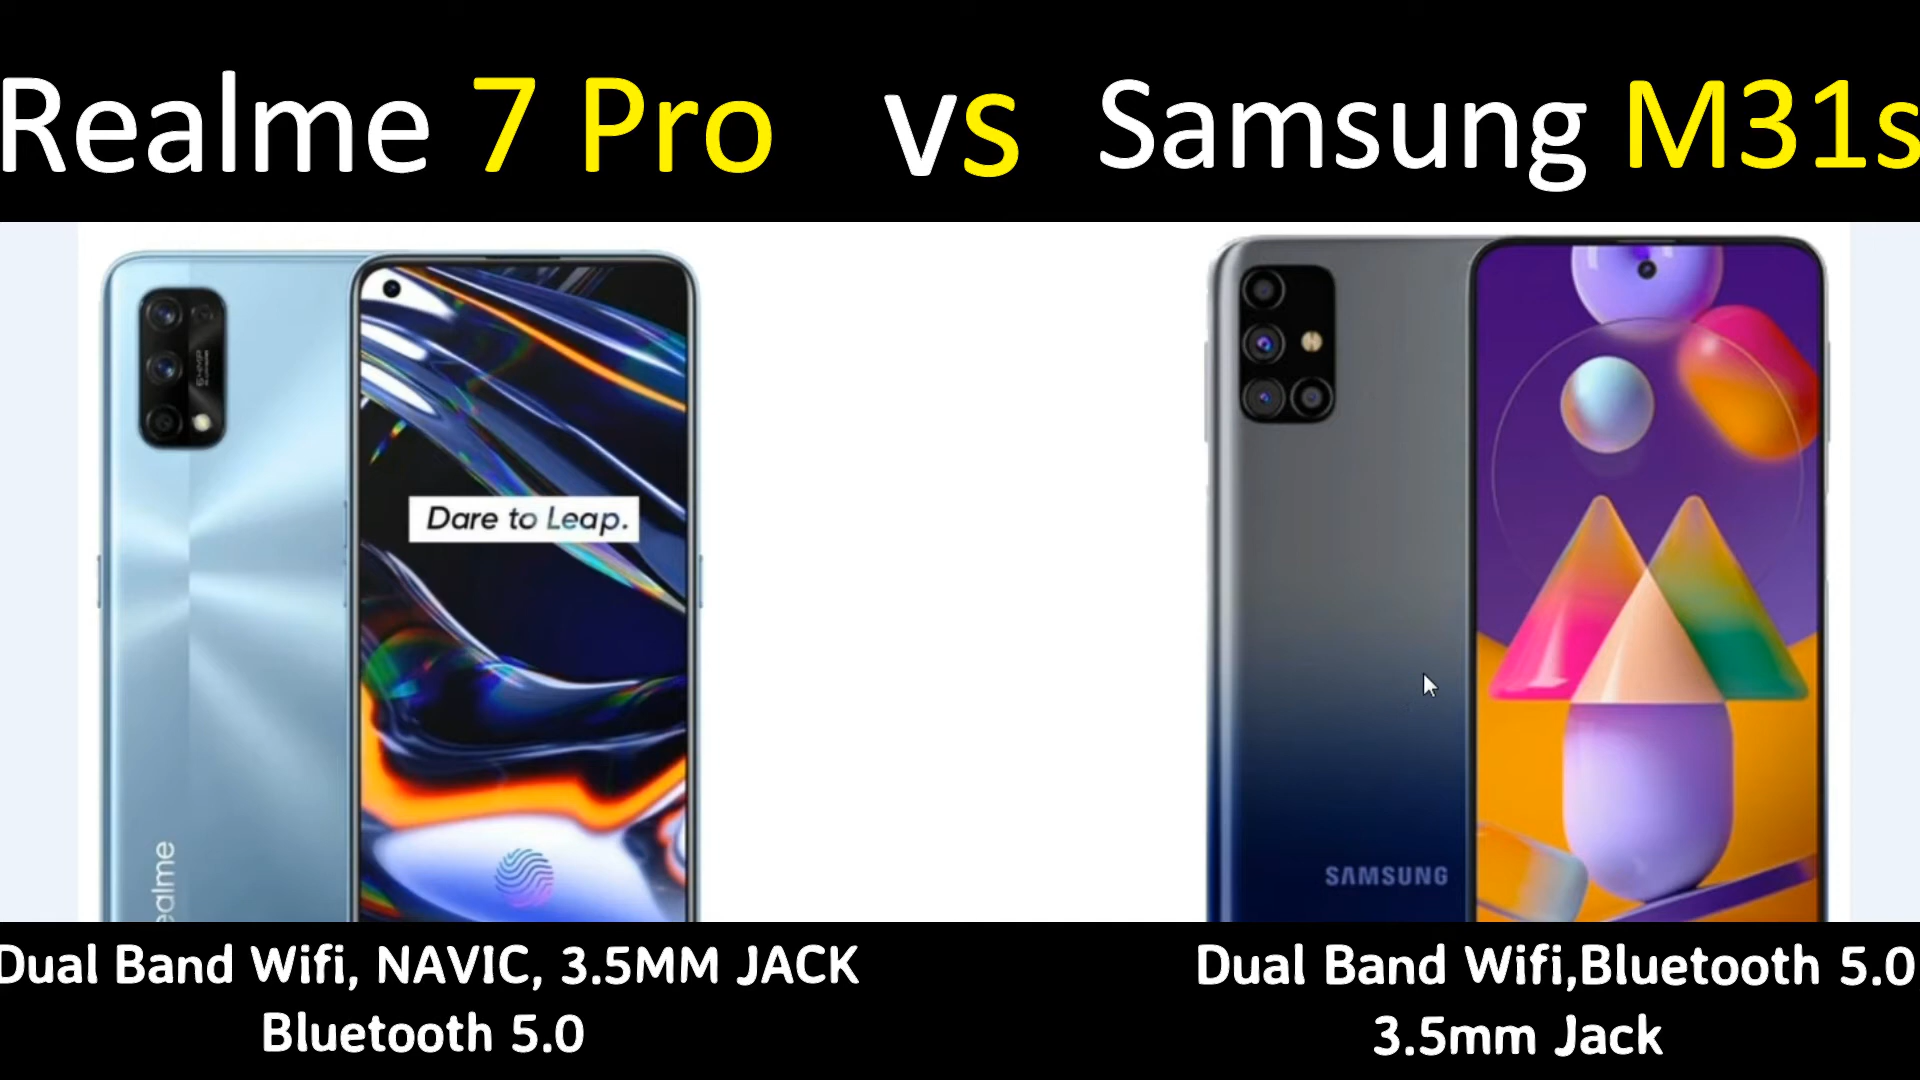 Realme 7 Pro vs Samsung M31s
Dare to Leap.
ealme
SAMSUNG
Dual Band Wifi, NAVIC, 3.5MM JACK
Bluetooth 5.0
Dual Band Wifi,Bluetooth 5.0
3.5mm Jack